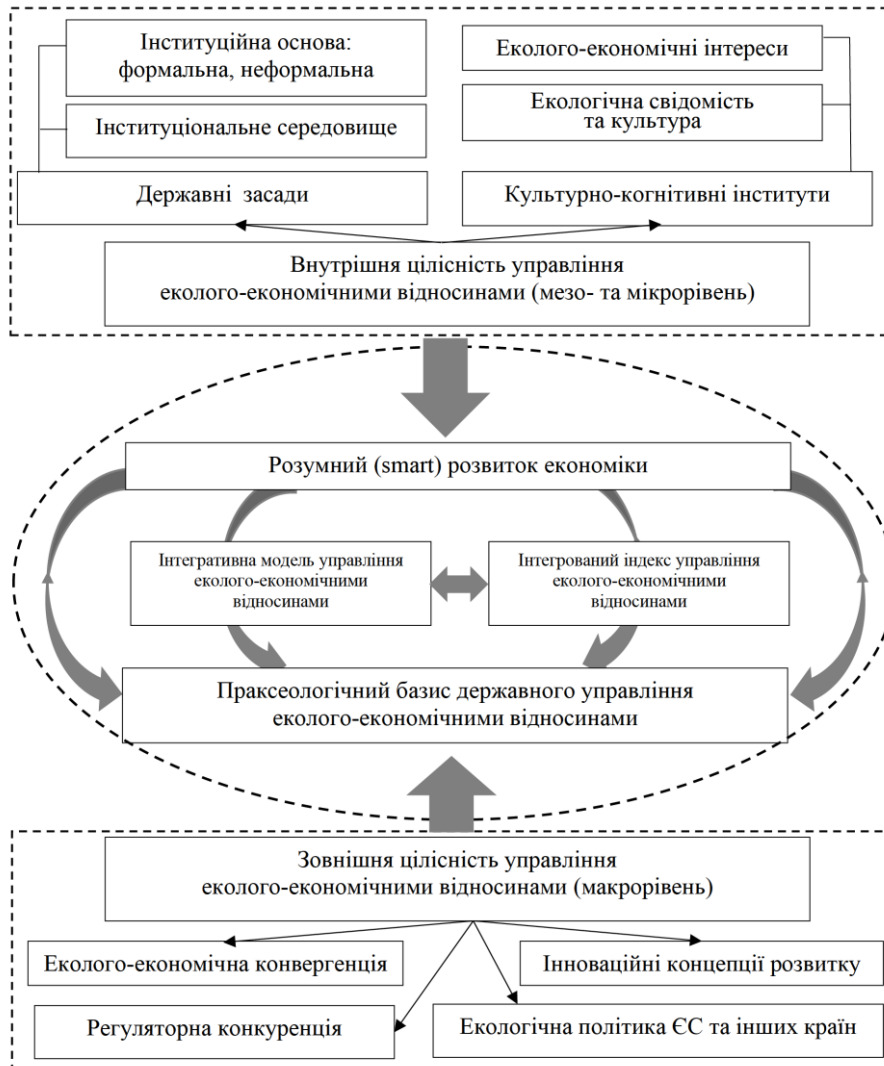 Інституційна основа:
формальна, неформальна
Еколого-економічні інтереси
Інституціональне середовище
Екологічна свідомість
та культура
Державні засади
Культурно-когнітивні інститути
Внутрішня цілісність управління
еколого-економічними відносинами (мезо- та мікрорівень)
Розумний (smart) розвиток економіки
Інтегративна модель управління
еколого-економічними
відносинами
Інтегрований індекс управління
еколого-економічними
відносинами
Праксеологічний базис державного управління
еколого-економічними відносинами
Зовнішня цілісність управління
еколого-економічними відносинами (макрорівень)
Еколого-економічна конвергенція
Інноваційні концепції розвитку
Регуляторна конкуренція
Екологічна політика ЄС та інших країн